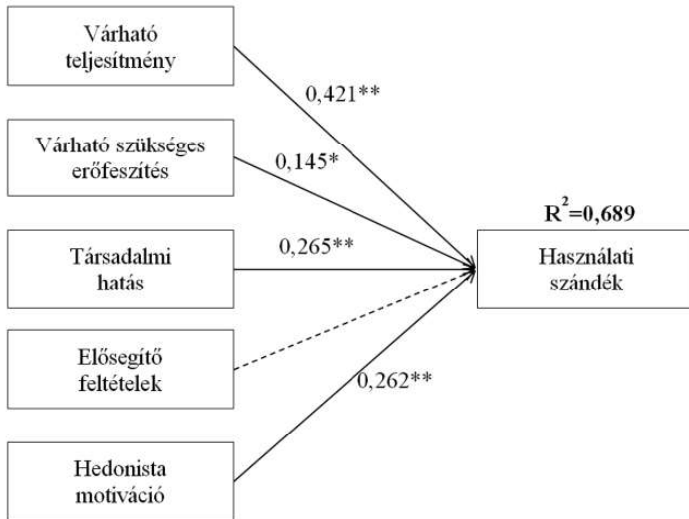 Várható
teljesítmény
0,421**
Várható szükséges
erőfeszítés
0,145*
R²=0,689
Társadalmi
hatás
0,265**
Használati
szándék
Elősegítő
feltételek
0,262**
Hedonista
motiváció